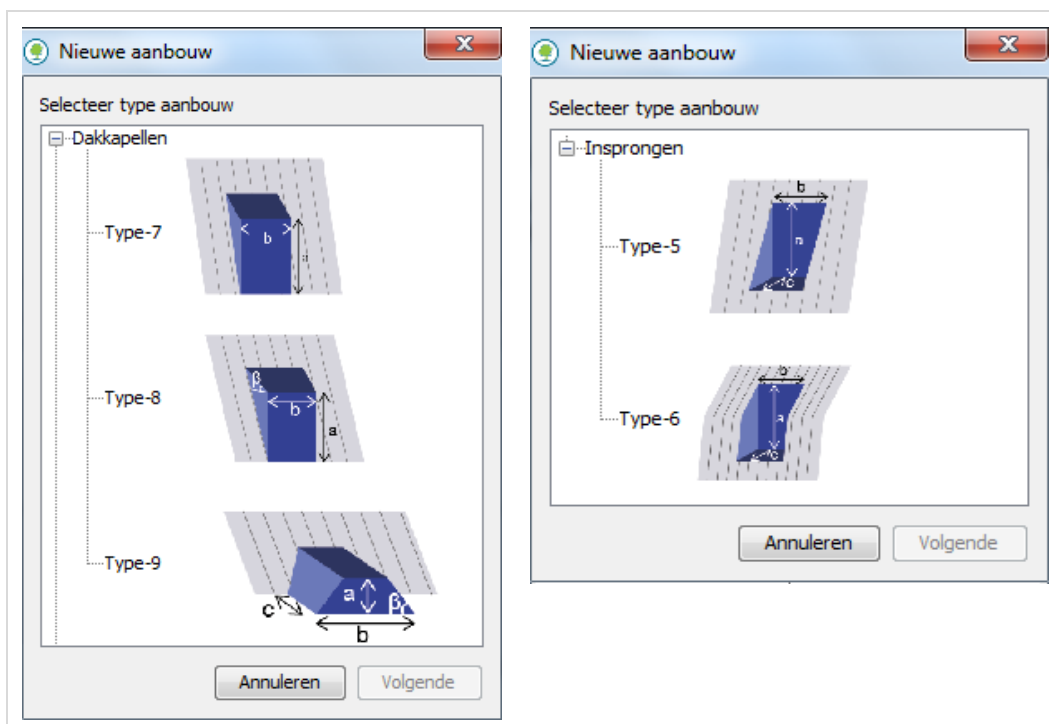 Nieuwe aanbouw
Selecteer type aanbouw
Dakkapellen
Type-7
b
a
Type-8
β
b
a
Type-9
a
β
c
b
Annuleren
Volgende
Nieuwe aanbouw
Selecteer type aanbouw
Insprongen
Type-5
b
a
c
Type-6
b
a
c
Annuleren
Volgende